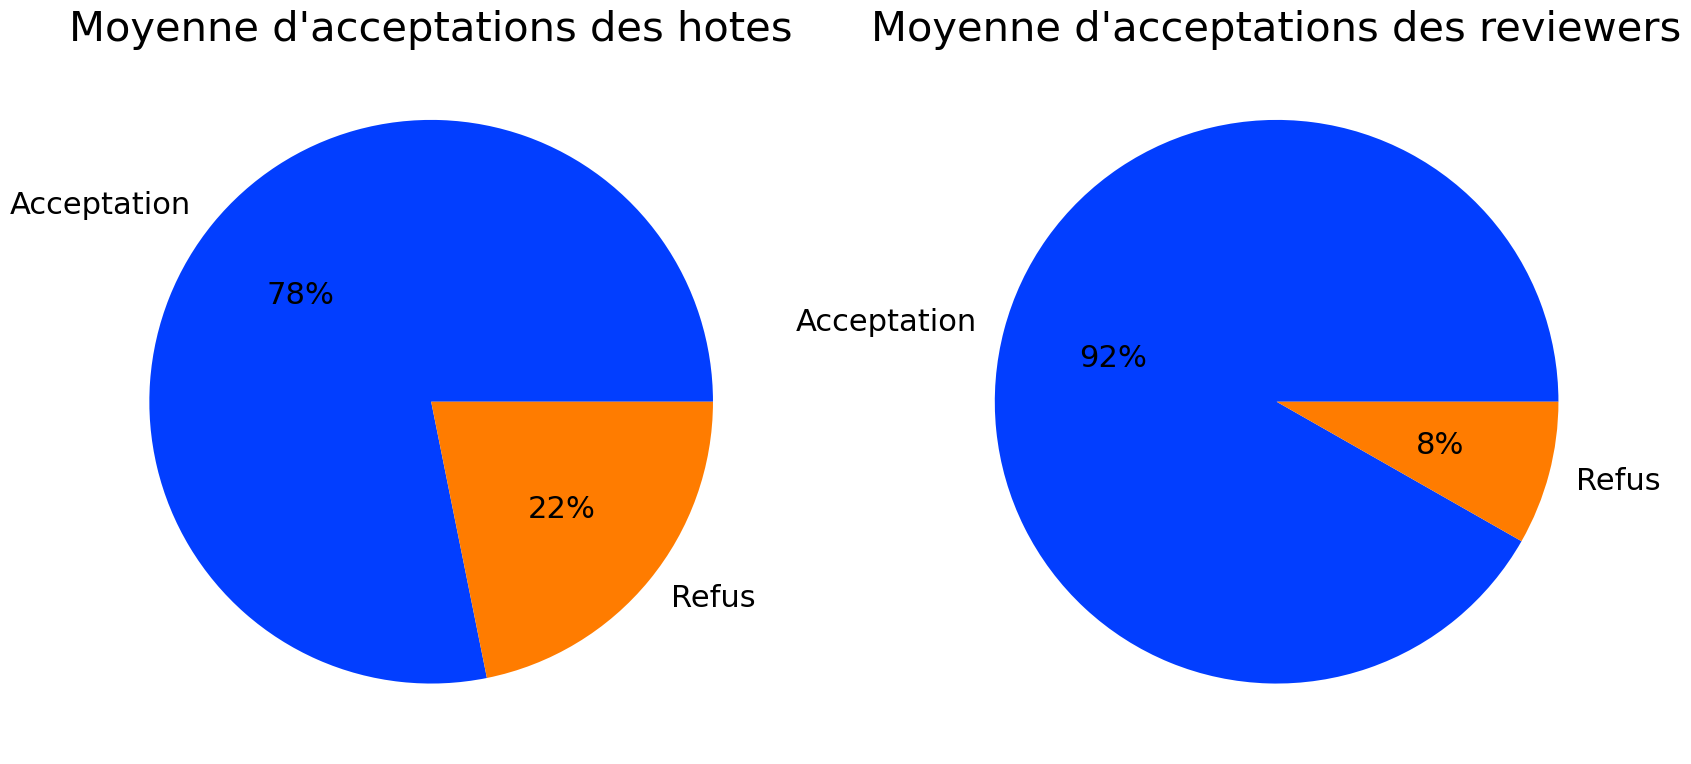 Moyenne d'acceptations des hotes
Acceptation
78%
22%
Refus
Moyenne d'acceptations des reviewers
Acceptation
92%
8%
Refus